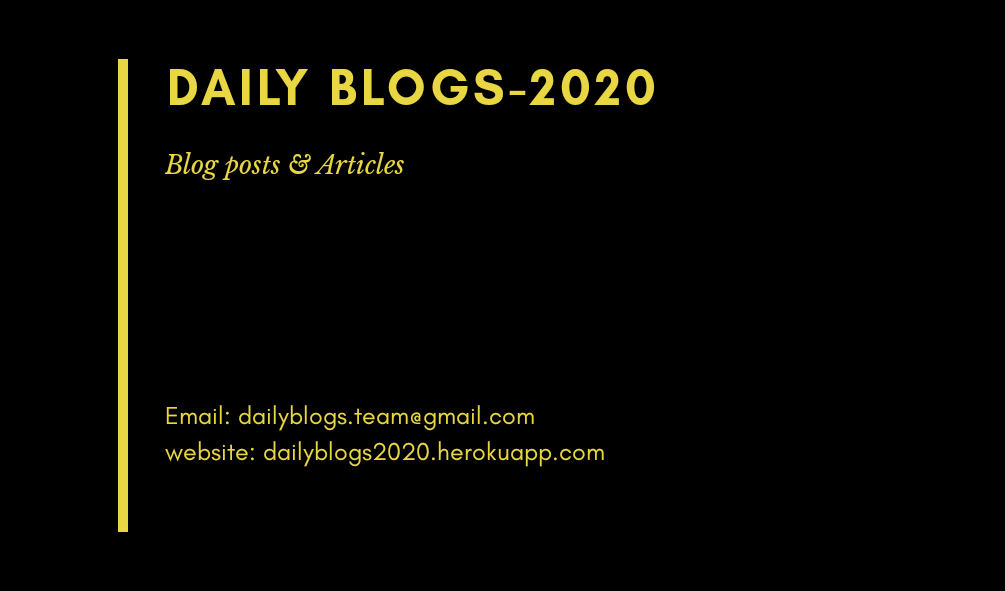 DAILY BLOGS-2020
Blog posts & Articles
Email: dailyblogs.team@gmail.com
website: dailyblogs2020.herokuapp.com